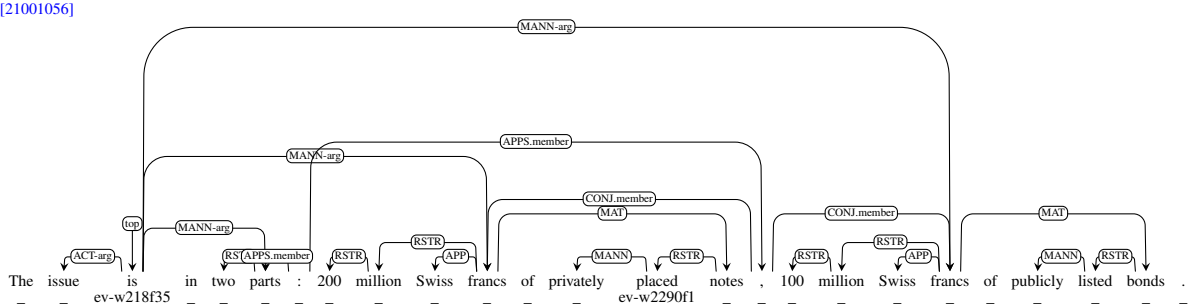 [21001056]
MANN-arg
APPS.member
MANN-arg
CONJ.member
top MANN-arg MAT CONJ.member MAT
RSTR RSTR
ACT-arg APPS.member RSTR APP MANN RSTR RSTR APP MANN RSTR
The issue is in two parts : 200 million Swiss francs of privately placed notes , 100 million Swiss francs of publicly listed bonds .
_ _ ev-w218f35 _ _ _ _ _ _ _ _ _ _ ev-w2290f1 _ _ _ _ _ _ _ _ _ _ _